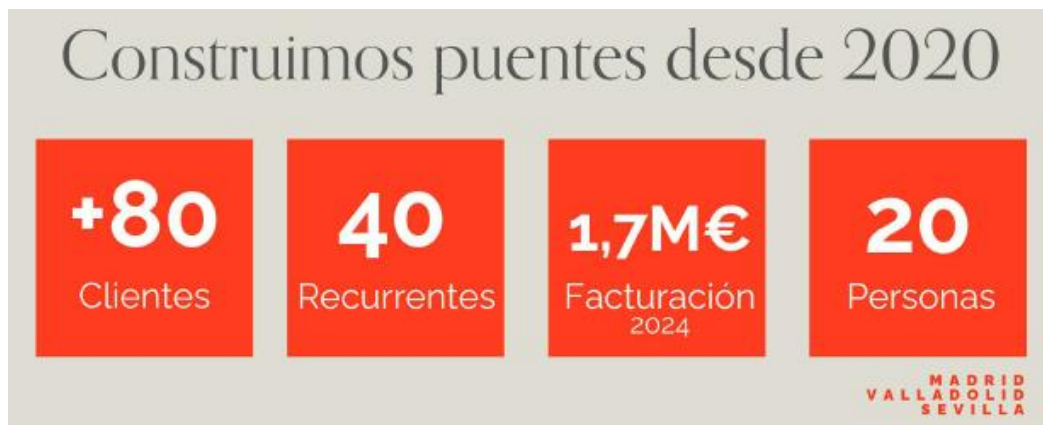 Construimos puentes desde 2020
+80
Clientes
40
Recurrentes
1,7M€
Facturación
2024
20
Personas
MADRID
VALLADOLID
SEVILLA